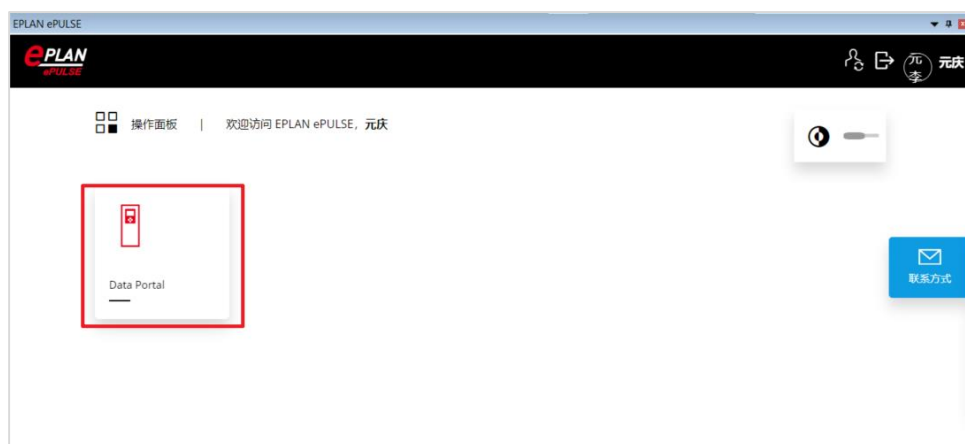 EPLAN ePULSE
ePLAN
ePULSE
元
李
元庆
操作面板 | 欢迎访问 EPLAN ePULSE, 元庆
Data Portal
联系方式